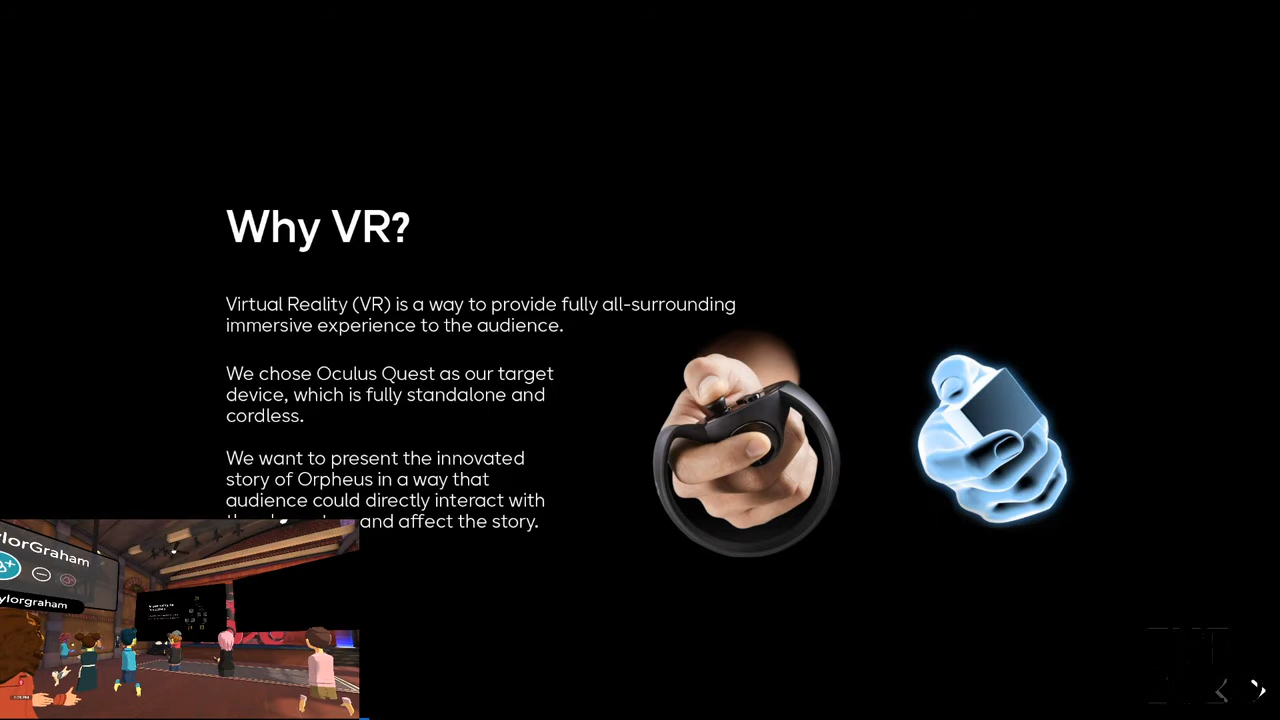 Why VR?
Virtual Reality (VR) is a way to provide fully all-surrounding
immersive experience to the audience.
We chose Oculus Quest as our target
device, which is fully standalone and
cordless.
We want to present the innovated
story of Orpheus in a way that
audience could directly interact with
and affect the story.
ylorGraham
ylorgraham